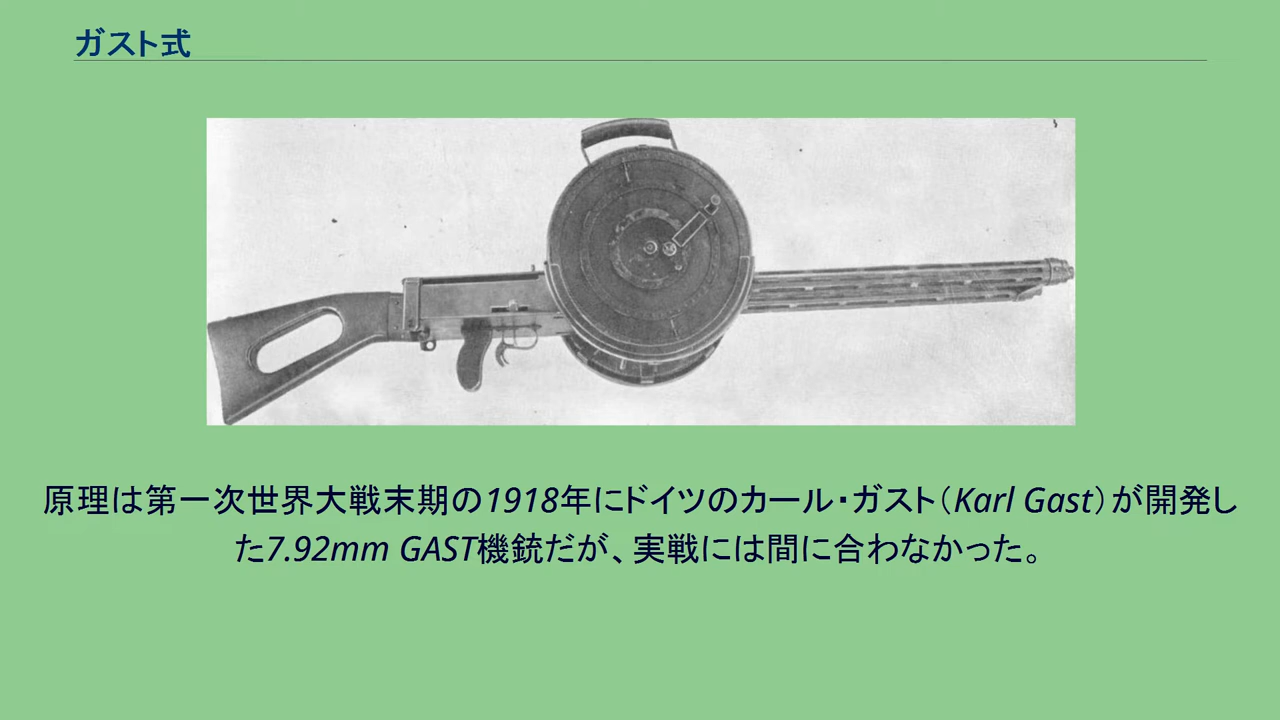 ガスト式
原理は第一次世界大戦末期の1918年にドイツのカール・ガスト（Karl Gast）が開発し
た7.92mm GAST機銃だが、実戦には間に合わなかった。